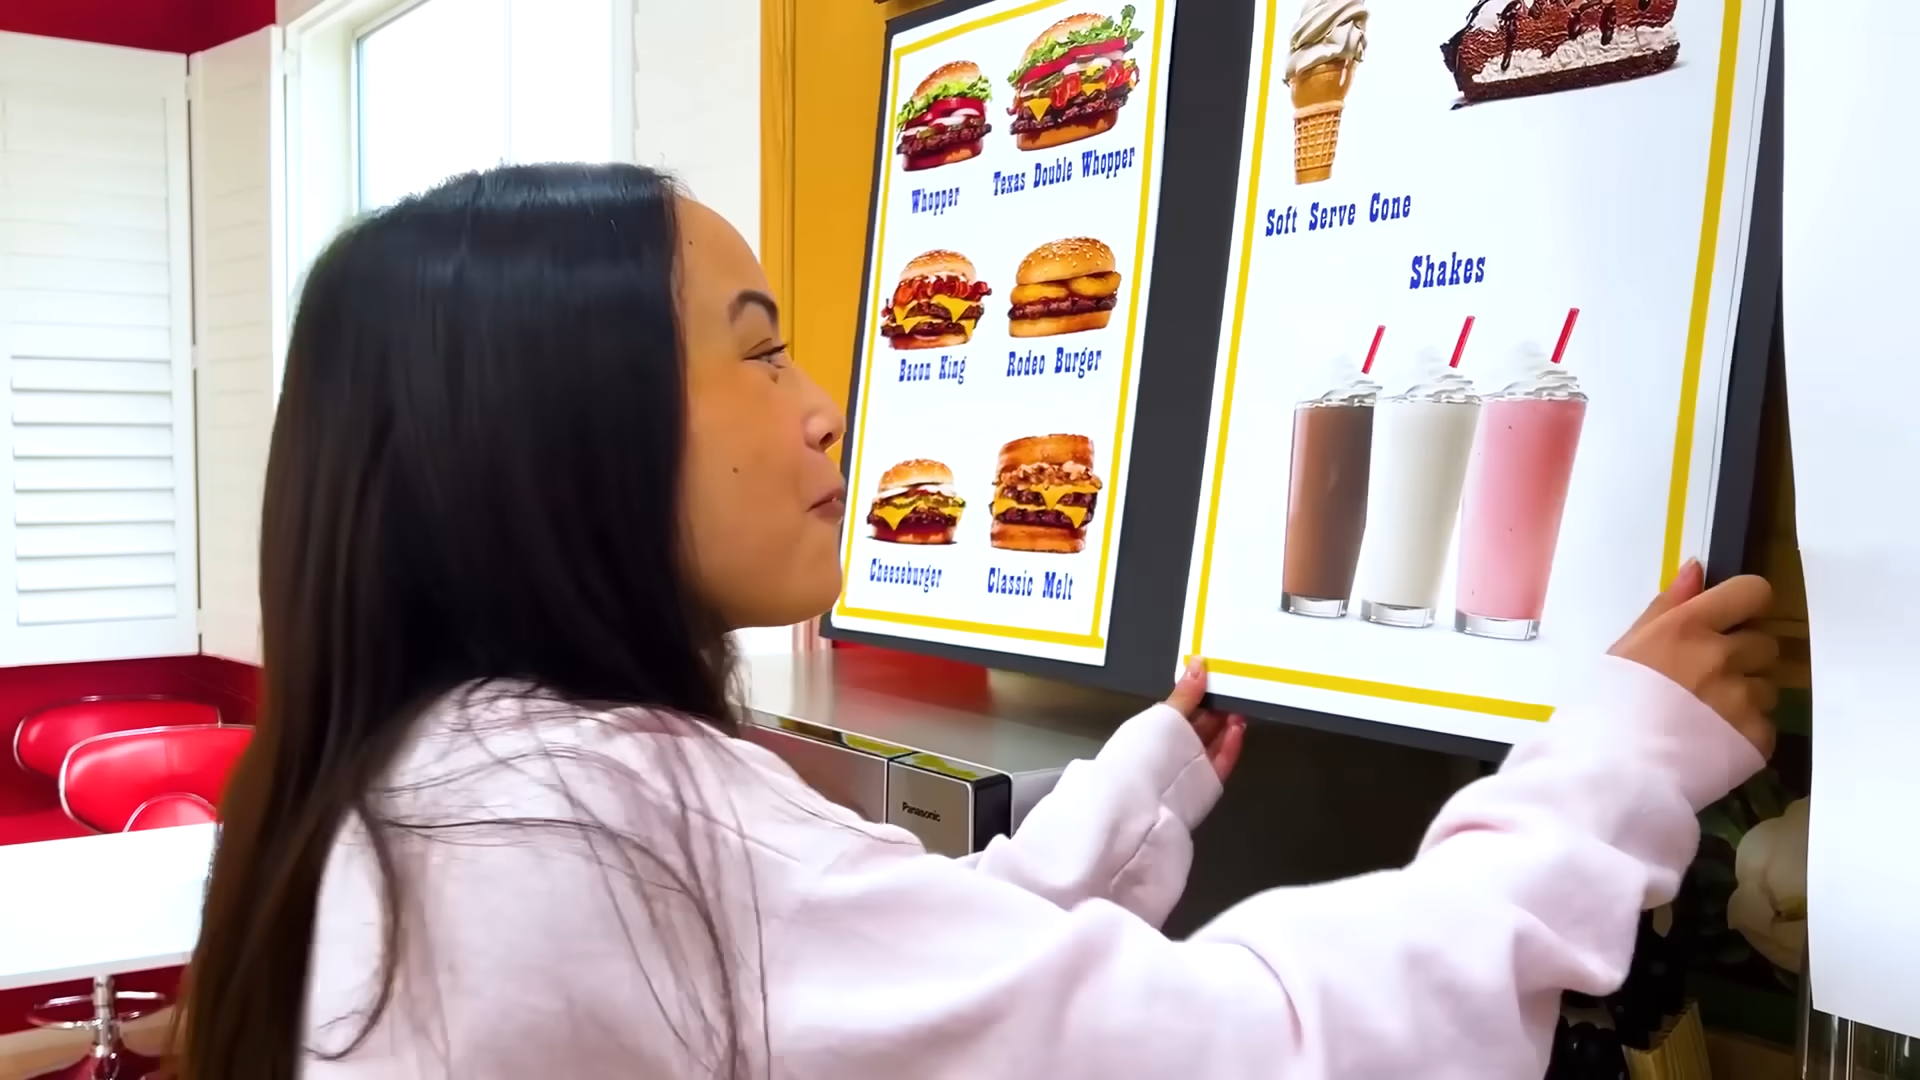 Whopper
Texas Double Whopper
Bacon King
Rodeo Burger
Cheeseburger
Classic Melt
Soft Serve Cone
Shakes
Panasonic